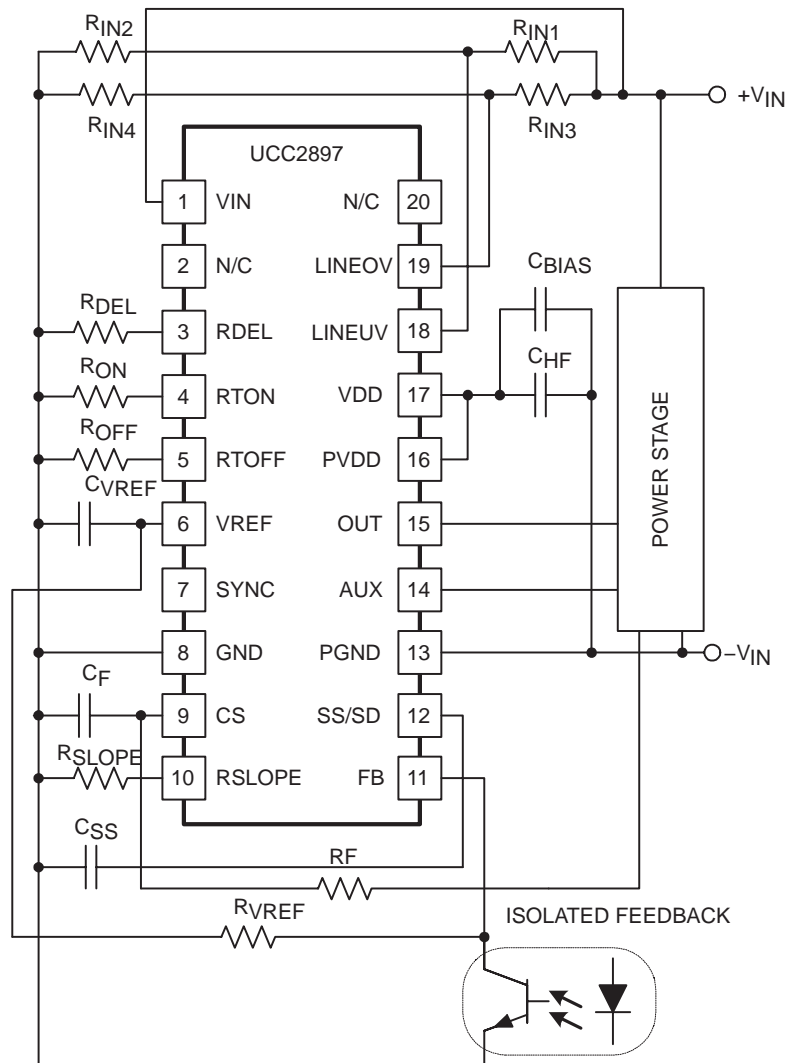 RIN2
RIN1
+VIN
RIN4
RIN3
UCC2897
1 VIN N/C 20
2 N/C LINEOV 19
CBIAS
RDEL
3 RDEL LINEUV 18
CHF
RON
4 RTON VDD 17
ROFF
5 RTOFF PVDD 16
POWER STAGE
CVREF
6 VREF OUT 15
7 SYNC AUX 14
8 GND PGND 13
–VIN
CF
9 CS SS/SD 12
RSLOPE
10 RSLOPE FB 11
CSS
RF
RVREF
ISOLATED FEEDBACK